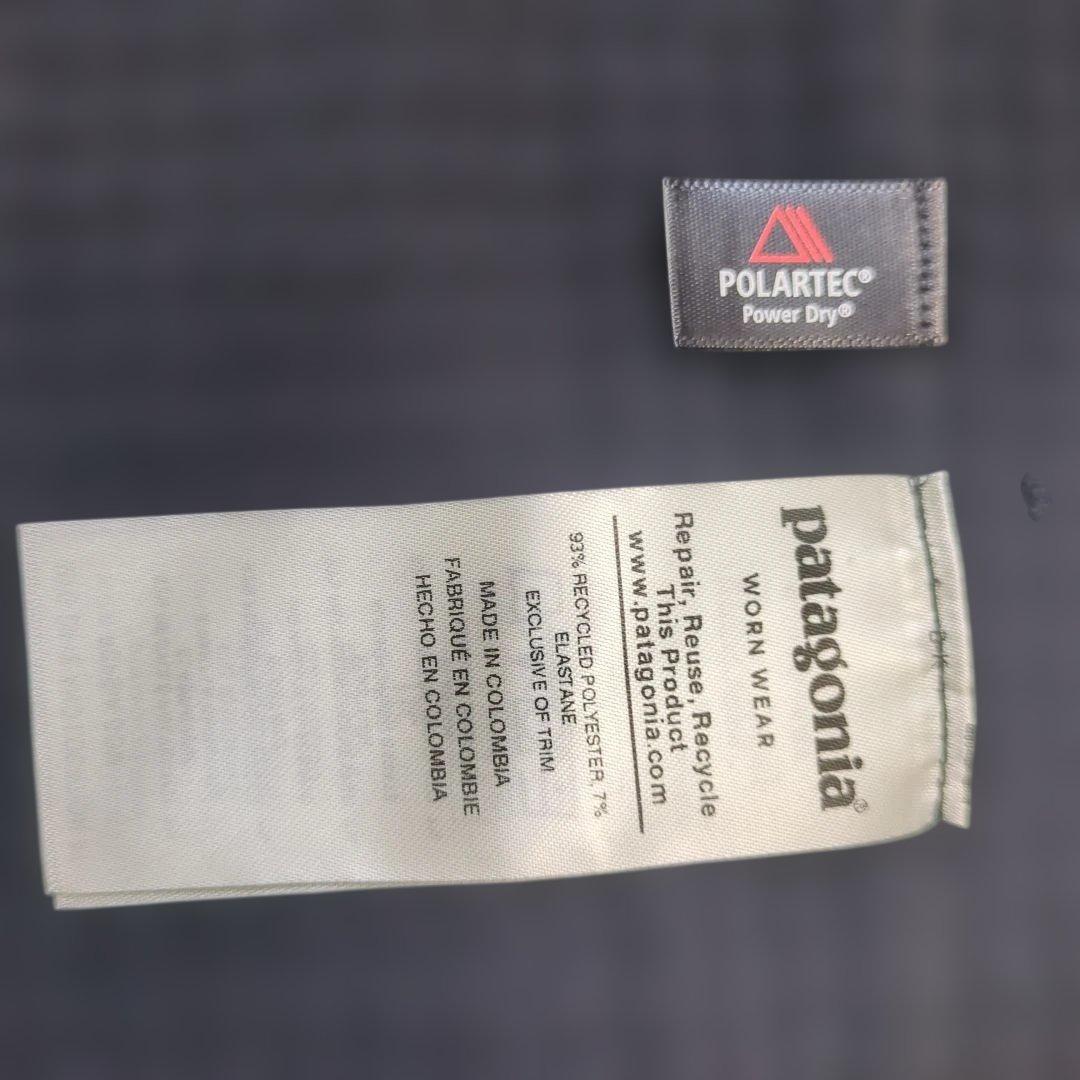 POLARTEC®
Power Dry®
patagonia®
WORN WEAR
Repair, Reuse, Recycle
This Product
www.patagonia.com
93% RECYCLED POLYESTER, 7%
ELASTANE
EXCLUSIVE OF TRIM
MADE IN COLOMBIA
FABRIQUÉ EN COLOMBIE
HECHO EN COLOMBIA